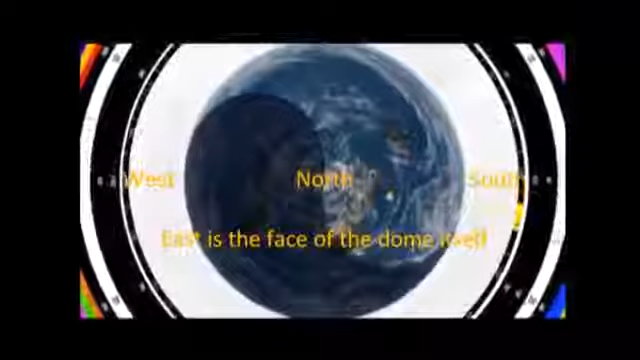 West North South
East is the face of the dome itself